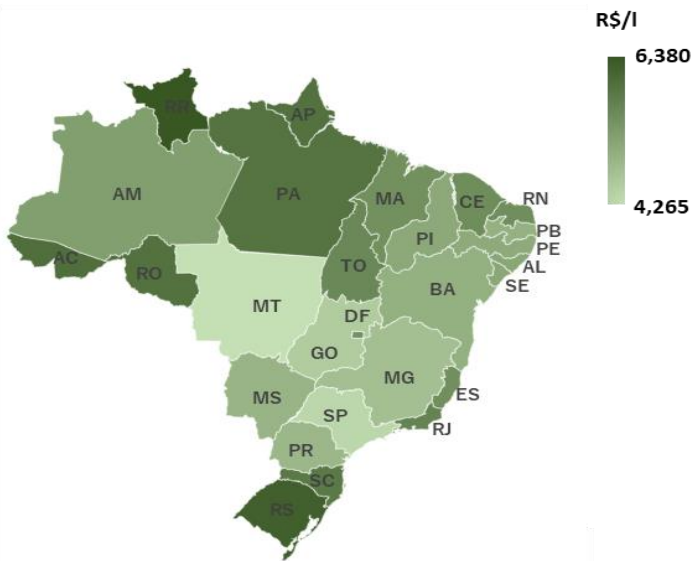 R$/l
6,380
4,265
RR
AP
AM
PA
MA
CE
RN
PB
PE
AL
SE
PI
AC
RO
TO
BA
MT
DF
GO
MG
MS
ES
SP
RJ
PR
SC
RS